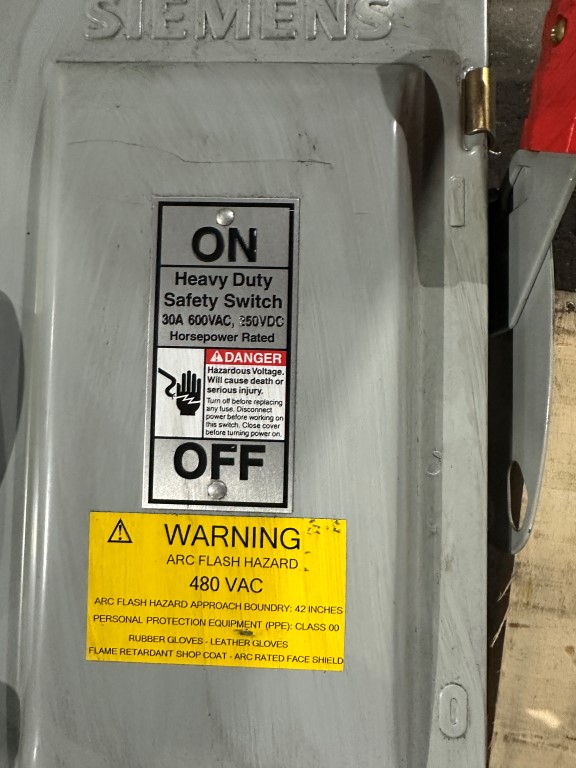 SIEMENS
ON
Heavy Duty
Safety Switch
30A 600VAC, 250VDC
Horsepower Rated
DANGER
Hazardous Voltage.
Will cause death or
serious injury.
Turn off before replacing
any fuse. Disconnect
power before working on
this switch. Close cover
before turning power on.
OFF
WARNING
ARC FLASH HAZARD
480 VAC
ARC FLASH HAZARD APPROACH BOUNDRY: 42 INCHES
PERSONAL PROTECTION EQUIPMENT (PPE): CLASS 00
RUBBER GLOVES - LEATHER GLOVES
FLAME RETARDANT SHOP COAT - ARC RATED FACE SHIELD
I
O